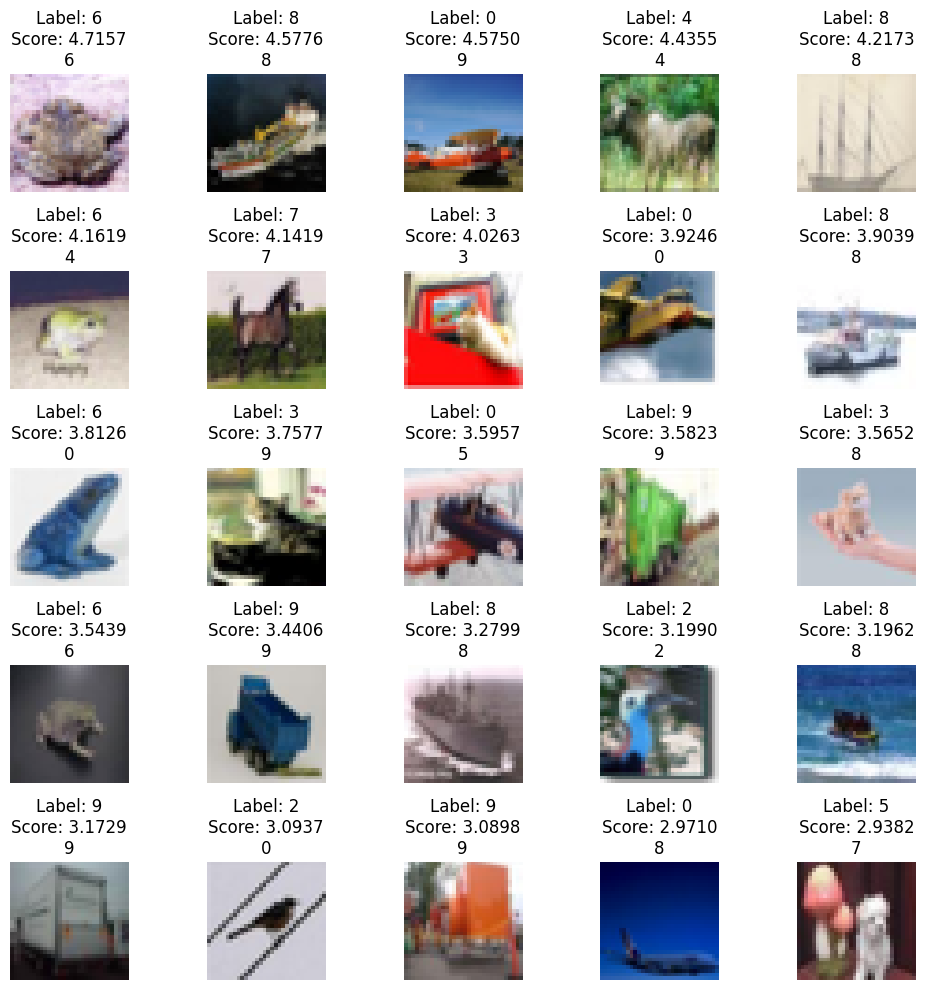 Label: 6
Score: 4.7157
6
Label: 8
Score: 4.5776
8
Label: 0
Score: 4.5750
9
Label: 4
Score: 4.4355
4
Label: 8
Score: 4.2173
8
Label: 6
Score: 4.1619
4
Label: 7
Score: 4.1419
7
Label: 3
Score: 4.0263
3
Label: 0
Score: 3.9246
0
Label: 8
Score: 3.9039
8
Label: 6
Score: 3.8126
0
Label: 3
Score: 3.7577
9
Label: 0
Score: 3.5957
5
Label: 9
Score: 3.5823
9
Label: 3
Score: 3.5652
8
Label: 6
Score: 3.5439
6
Label: 9
Score: 3.4406
9
Label: 8
Score: 3.2799
8
Label: 2
Score: 3.1990
2
Label: 8
Score: 3.1962
8
Label: 9
Score: 3.1729
9
Label: 2
Score: 3.0937
0
Label: 9
Score: 3.0898
9
Label: 0
Score: 2.9710
8
Label: 5
Score: 2.9382
7